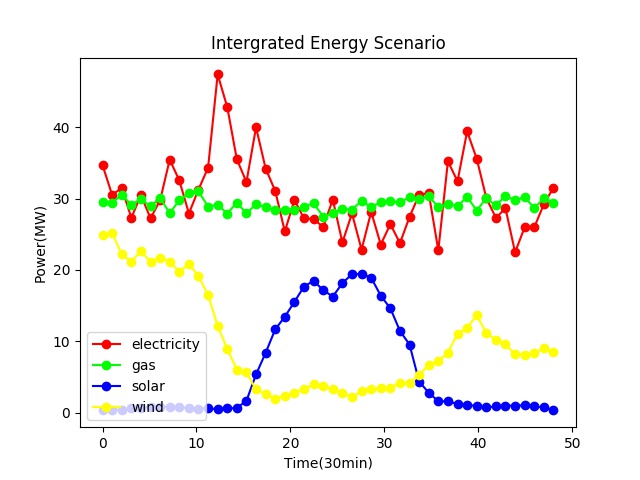 Intergrated Energy Scenario
Power(MW)
40
30
20
10
0
electricity
gas
solar
wind
0 10 20 30 40 50
Time(30min)